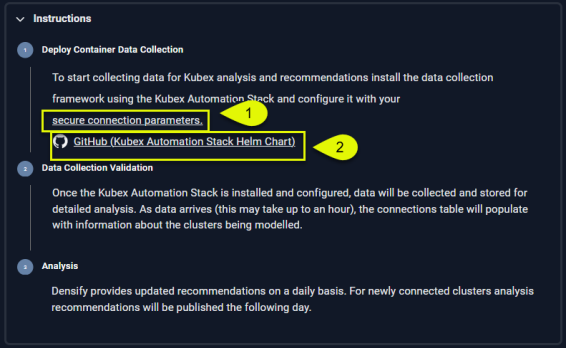 Instructions
1 Deploy Container Data Collection
To start collecting data for Kubex analysis and recommendations install the data collection
framework using the Kubex Automation Stack and configure it with your
secure connection parameters.
1
GitHub (Kubex Automation Stack Helm Chart)
2
2 Data Collection Validation
Once the Kubex Automation Stack is installed and configured, data will be collected and stored for
detailed analysis. As data arrives (this may take up to an hour), the connections table will populate
with information about the clusters being modelled.
3 Analysis
Densify provides updated recommendations on a daily basis. For newly connected clusters analysis
recommendations will be published the following day.